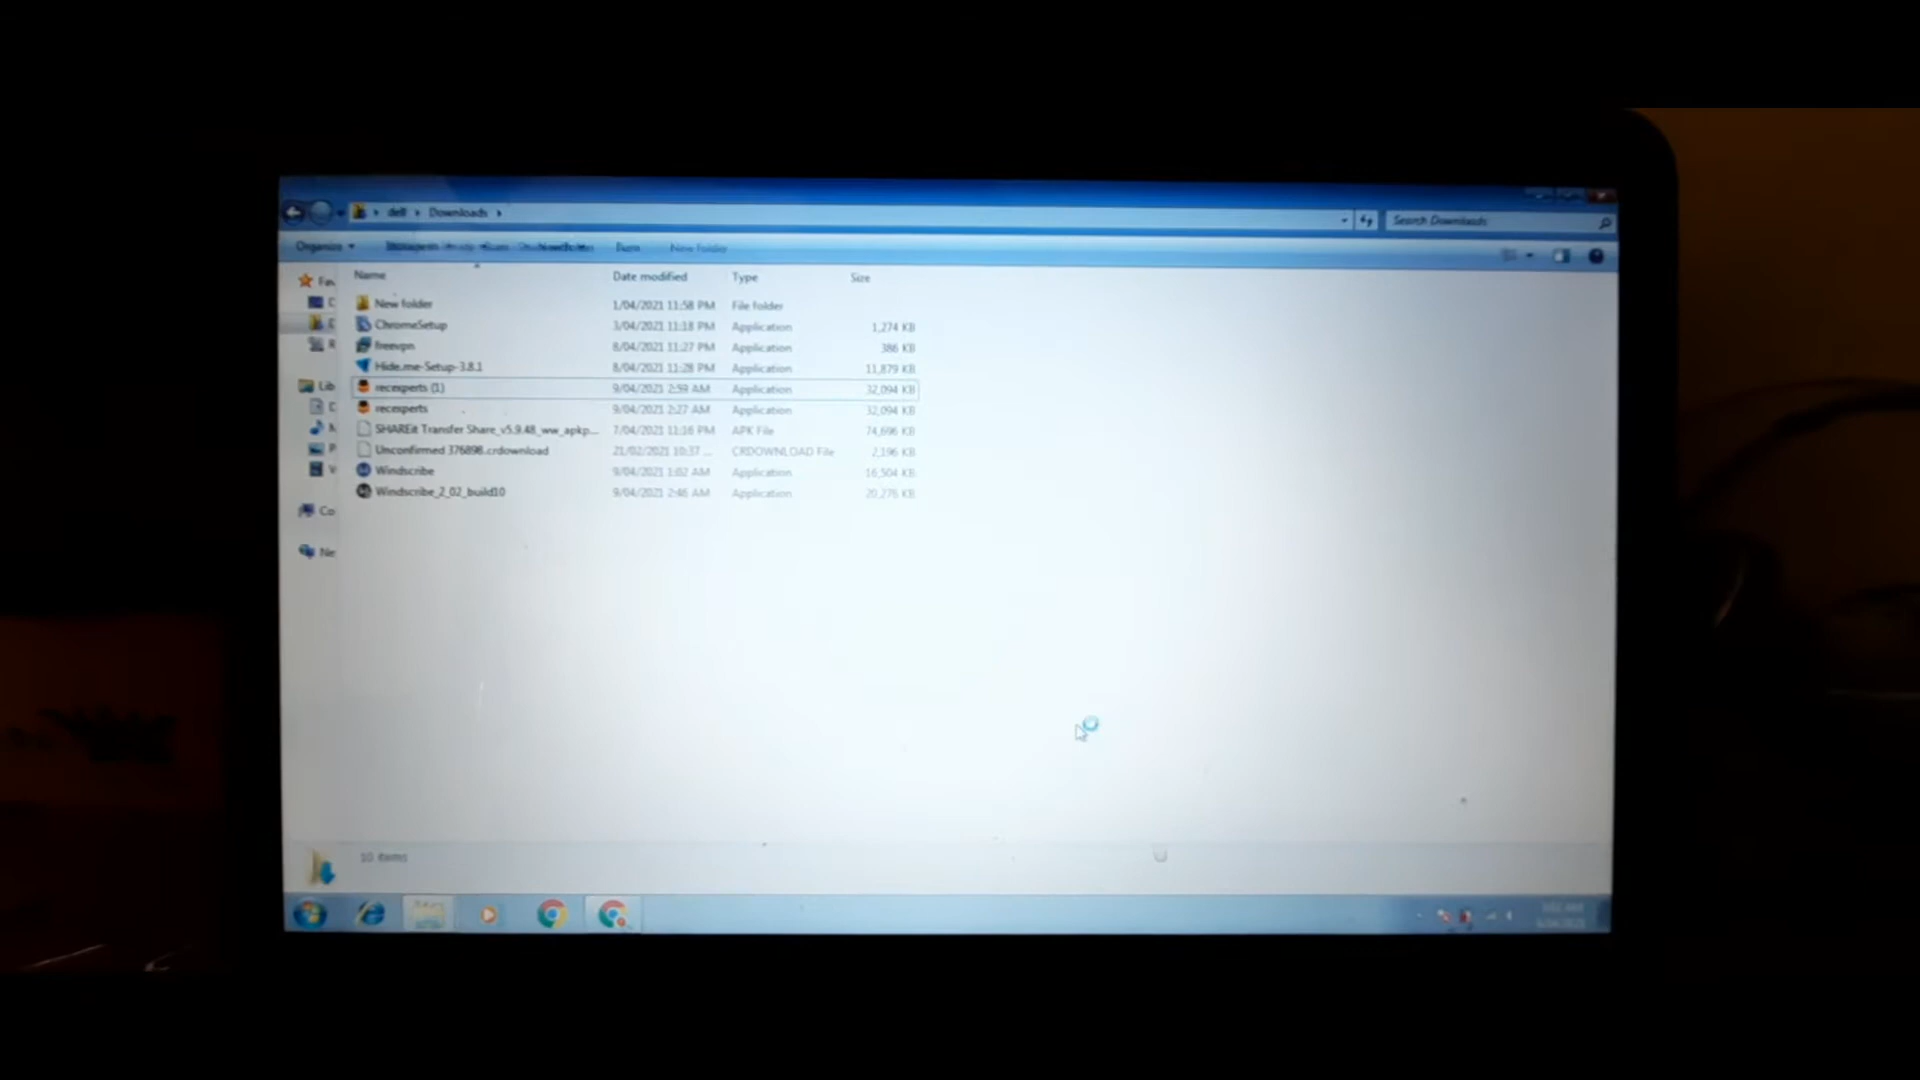 dell › Downloads ›
Search Downloads
Organize
Burn
New folder
Name Date modified Type Size
New folder 1/04/2021 11:58 PM File folder
ChromeSetup 3/04/2021 11:18 PM Application 1,274 KB
freevpn 8/04/2021 11:27 PM Application 386 KB
Hide.me-Setup-3.8.1 8/04/2021 11:28 PM Application 11,879 KB
recexperts (1) 9/04/2021 2:59 AM Application 32,094 KB
recexperts 9/04/2021 2:27 AM Application 32,094 KB
SHAREit Transfer Share_v5.9.48_ww_apkp... 7/04/2021 11:16 PM APK File 74,696 KB
Unconfirmed 376898.crdownload 21/02/2021 10:37 ... CRDOWNLOAD File 2,196 KB
Windscribe 9/04/2021 1:02 AM Application 16,504 KB
Windscribe_2_02_build10 9/04/2021 2:46 AM Application 20,276 KB
Fav
Lib
Co
Ne
10 items